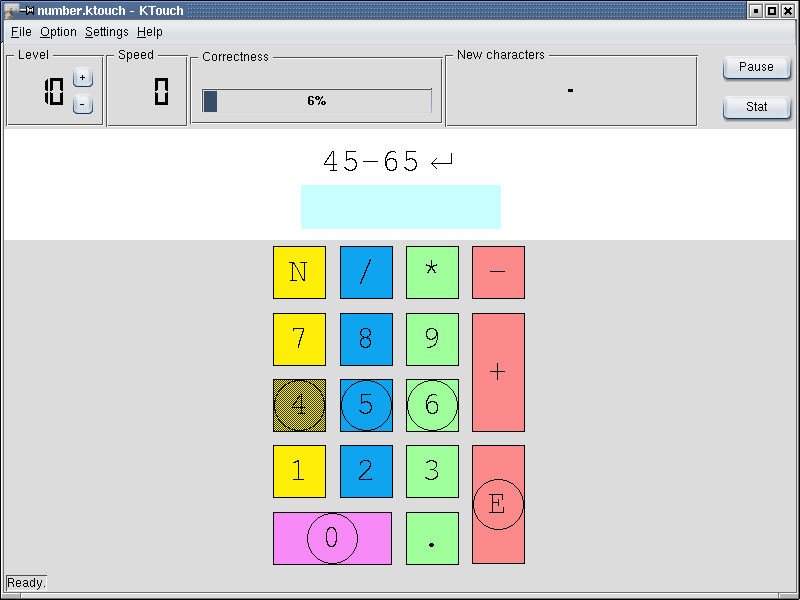 number.ktouch - KTouch
File Option Settings Help
Level Speed Correctness New characters
10 + - 0 6% - Pause
Stat
45-65 ↵
N / * -
7 8 9 +
4 5 6
1 2 3 E
0 .
Ready.